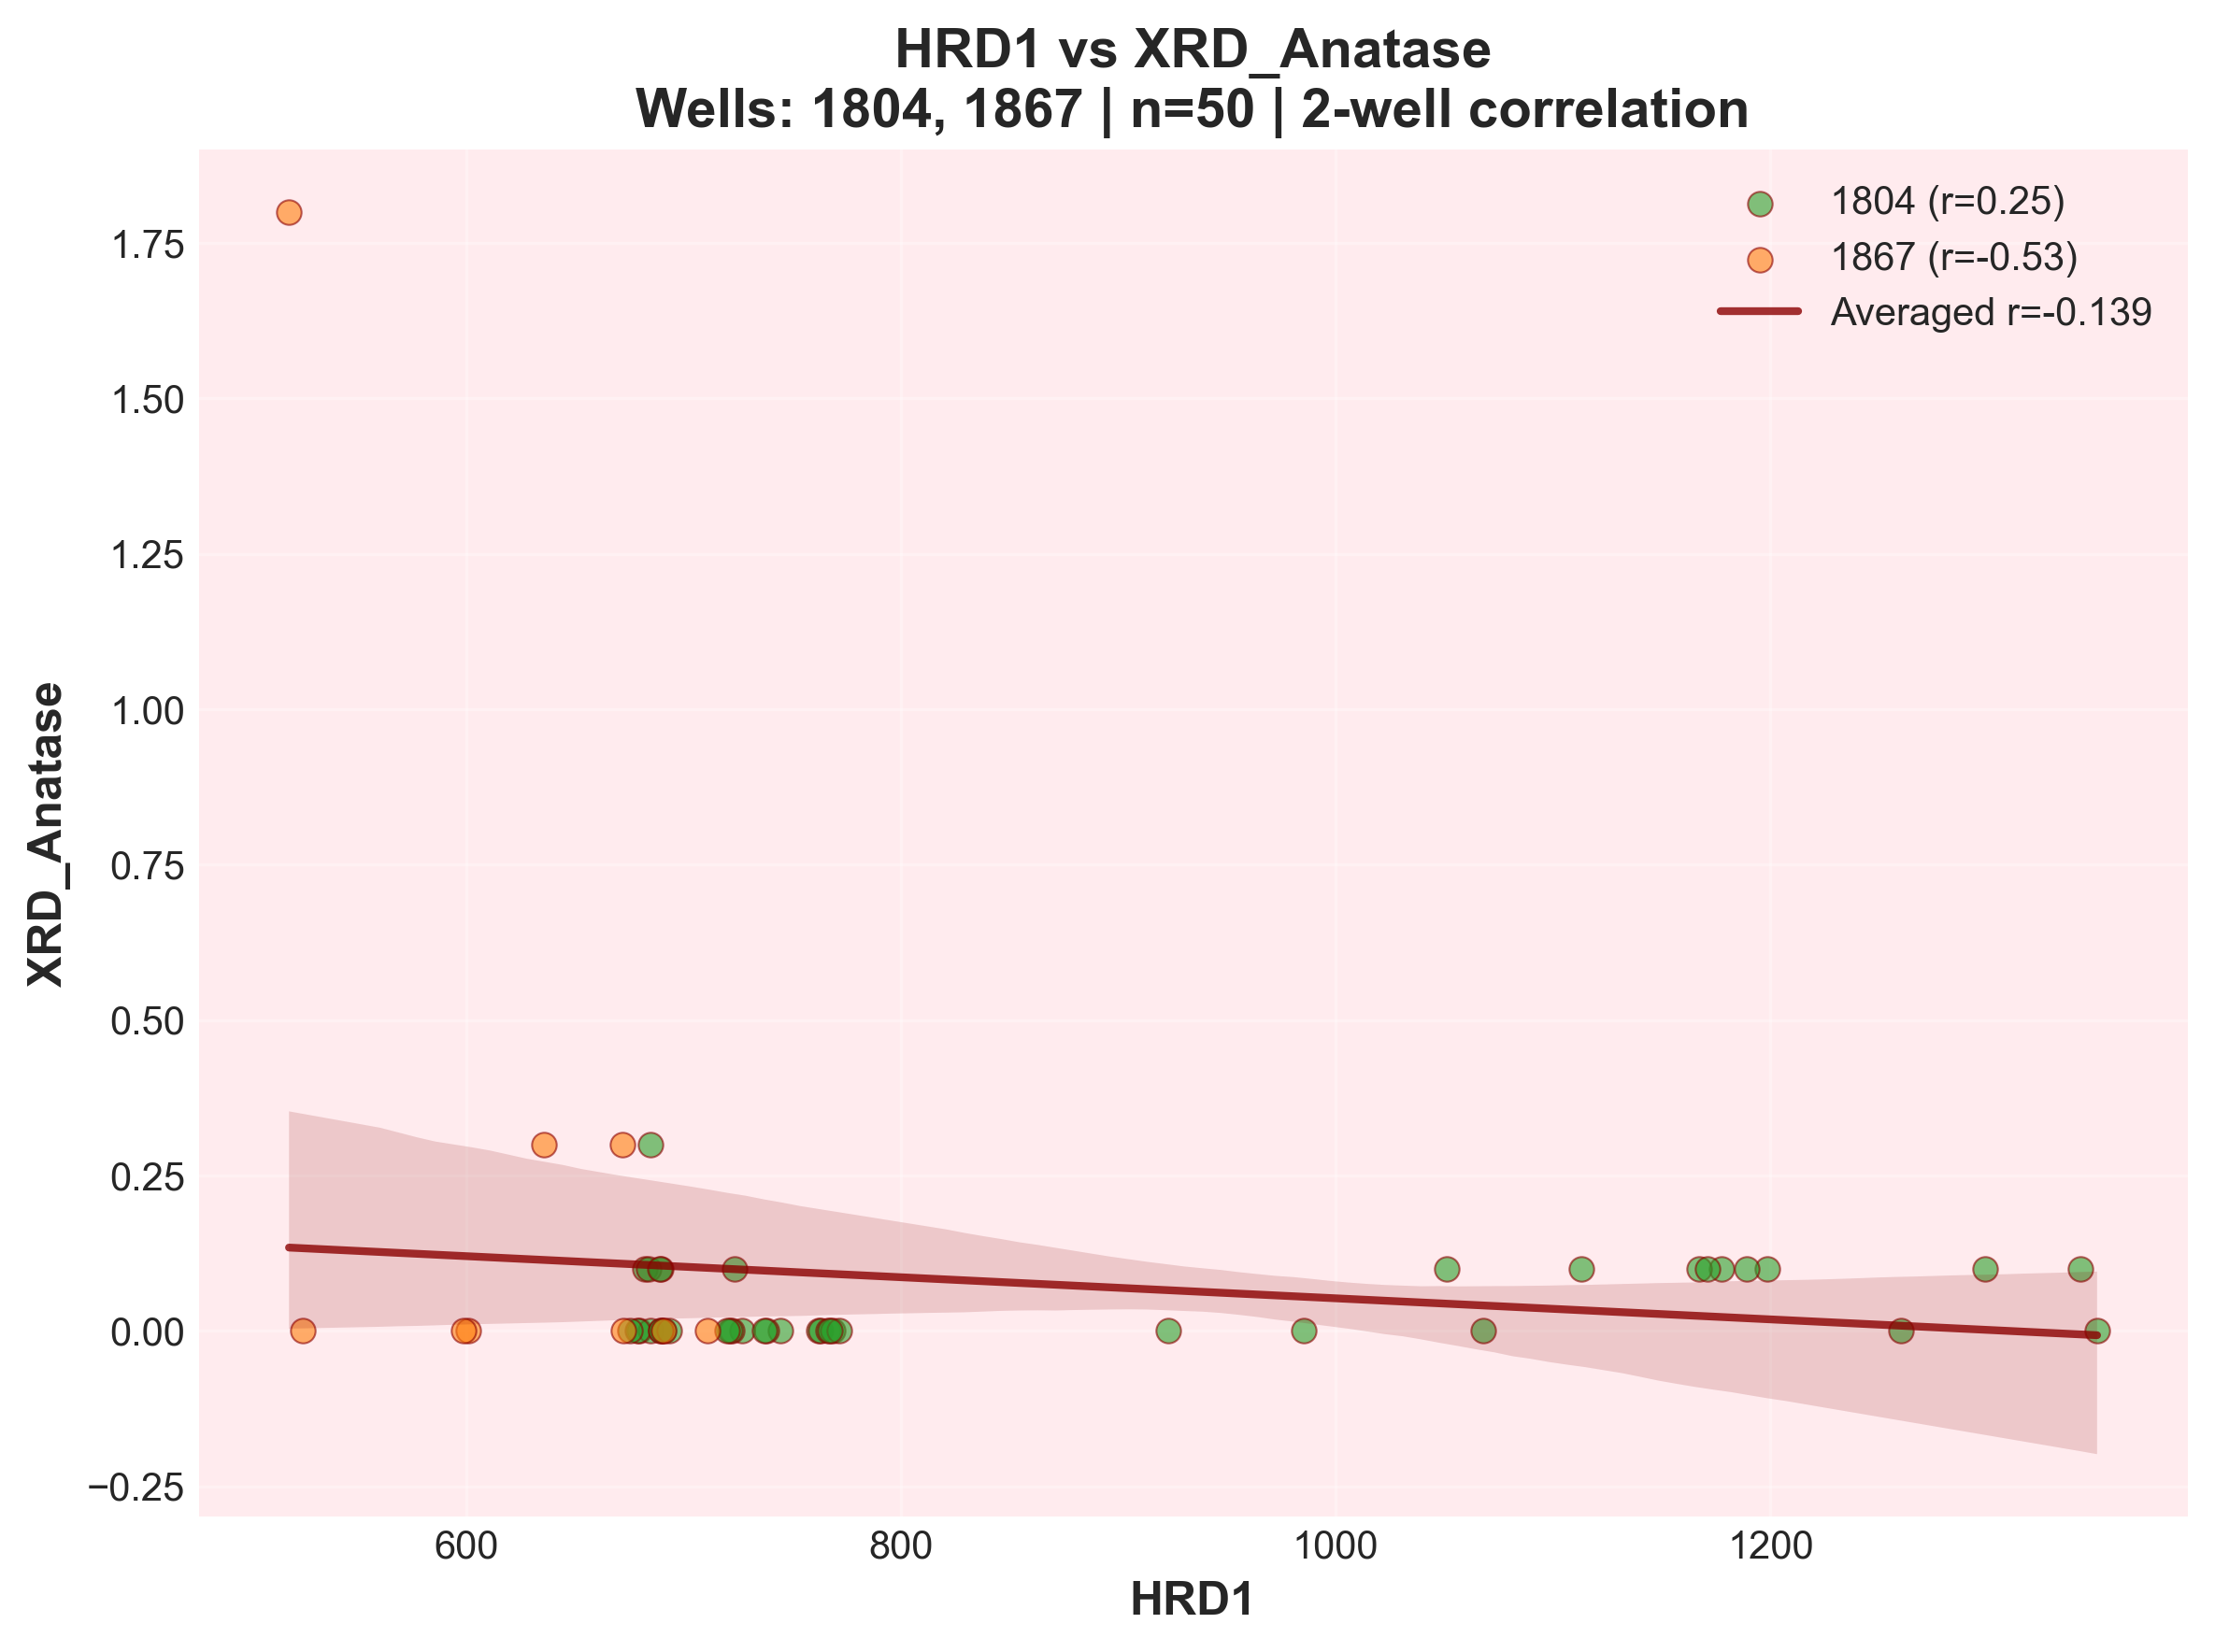 HRD1 vs XRD_Anatase
Wells: 1804, 1867 | n=50 | 2-well correlation
1804 (r=0.25)
1867 (r=-0.53)
Averaged r=-0.139
XRD_Anatase
1.75
1.50
1.25
1.00
0.75
0.50
0.25
0.00
−0.25
600 800 1000 1200
HRD1